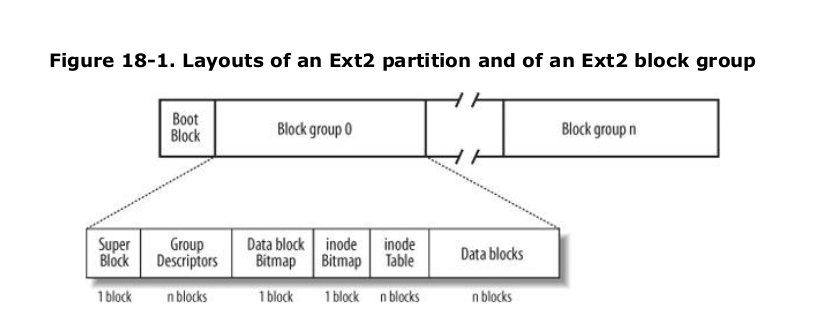 Figure 18-1. Layouts of an Ext2 partition and of an Ext2 block group
Boot
Block
Block group 0
Block group n
Super
Block
Group
Descriptors
Data block
Bitmap
inode
Bitmap
inode
Table
Data blocks
1 block
n blocks
1 block
1 block
n blocks
n blocks